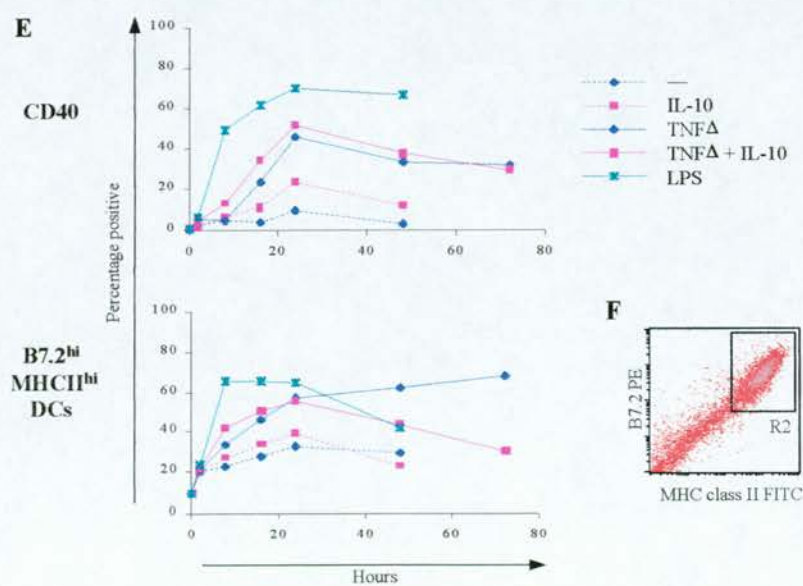 E
CD40
Percentage positive
100
80
60
40
20
0
0 20 40 60 80
—
IL-10
TNFΔ
TNFΔ + IL-10
LPS
B7.2hi
MHCIIhi
DCs
100
80
60
40
20
0
0 20 40 60 80
Hours
F
B7.2 PE
R2
MHC class II FITC